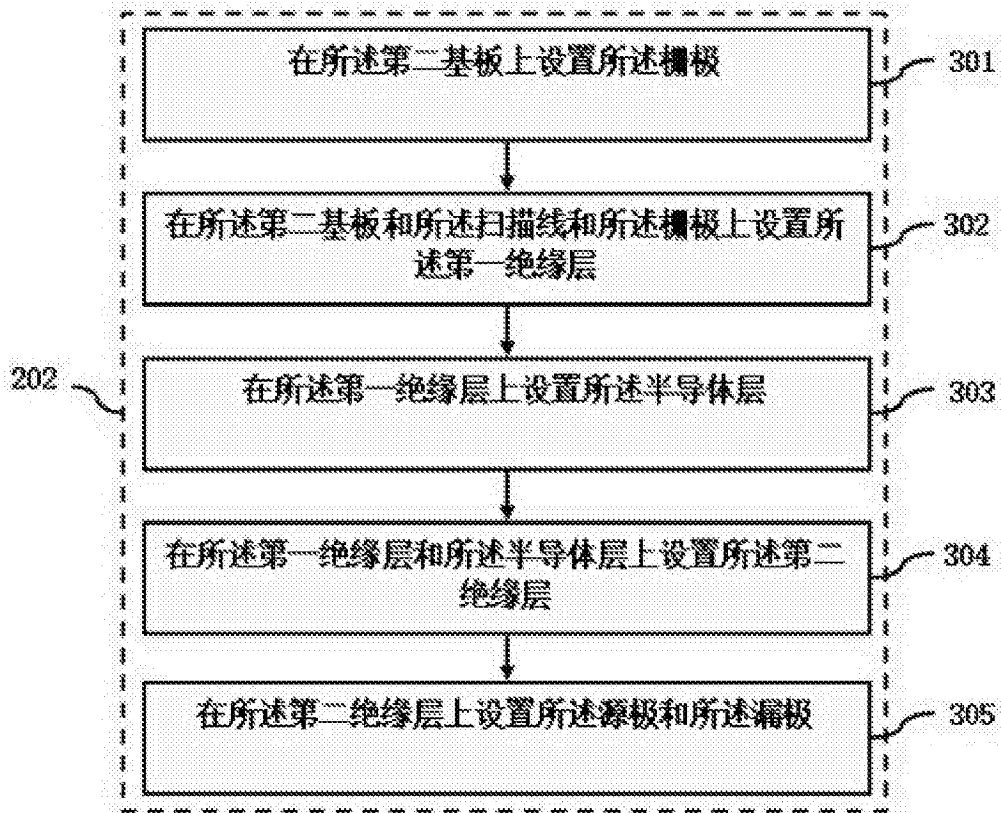 在所述第二基板上设置所述栅极
301
在所述第二基板和所述扫描线和所述栅极上设置所
述第一绝缘层
302
202
在所述第一绝缘层上设置所述半导体层
303
在所述第一绝缘层和所述半导体层上设置所述第二
绝缘层
304
在所述第二绝缘层上设置所述源极和所述漏极
305